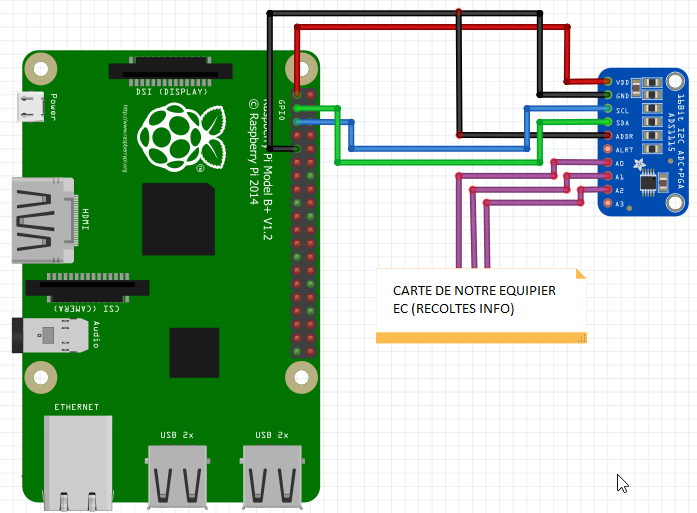 DSI (DISPLAY)
Power
http://www.raspberrypi.org
GPIO
Raspberry Pi Model B+ V1.2
© Raspberry Pi 2014
HDMI
CSI (CAMERA)
Audio
ETHERNET
USB 2x
USB 2x
VDD
GND
SCL
SDA
ADDR
ALRT
A0
A1
A2
A3
16Bit I2C ADC+PGA
ADS1115
CARTE DE NOTRE EQUIPIER
EC (RECOLTES INFO)